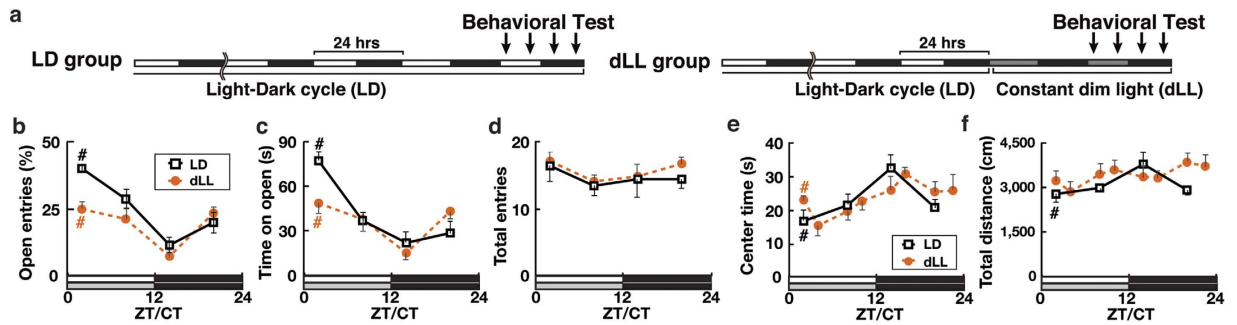 a
Behavioral Test
24 hrs
LD group
Light-Dark cycle (LD)
Behavioral Test
24 hrs
dLL group
Light-Dark cycle (LD)
Constant dim light (dLL)
b
Open entries (%)
50
25
0
#
#
LD
dLL
0
12
24
ZT/CT
c
Time on open (s)
90
60
30
0
#
#
0
12
24
ZT/CT
d
Total entries
20
10
0
0
12
24
ZT/CT
e
Center time (s)
40
30
20
10
0
#
#
LD
dLL
0
12
24
ZT/CT
f
Total distance (cm)
4,500
3,000
1,500
0
#
0
12
24
ZT/CT